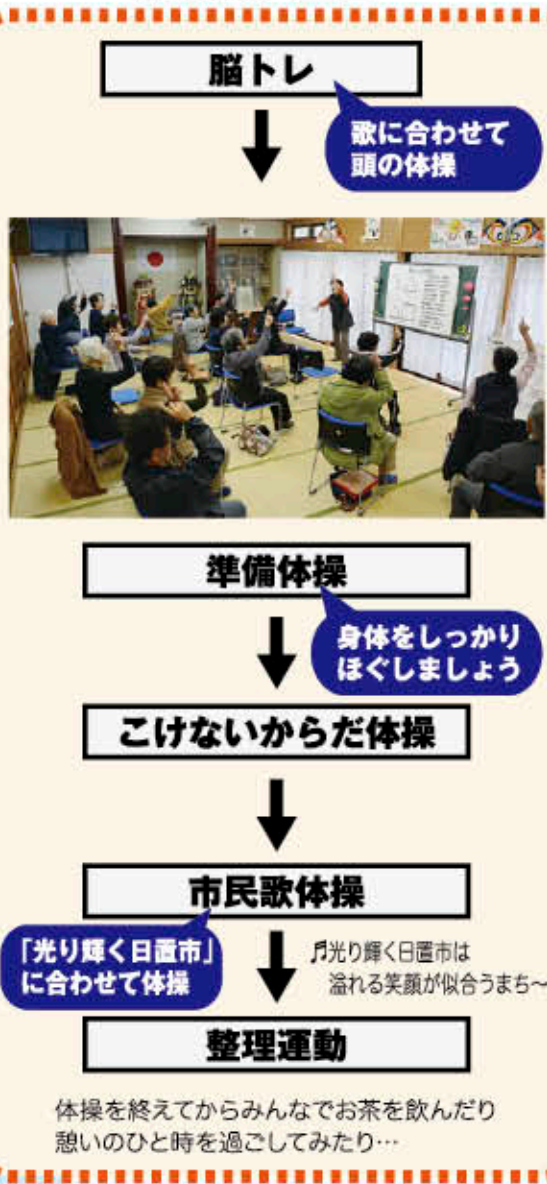 脳トレ
歌に合わせて
頭の体操
準備体操
身体をしっかり
ほぐしましょう
こけないからだ体操
市民歌体操
「光り輝く日置市」
に合わせて体操
♬光り輝く日置市は
溢れる笑顔が似合うまち～
整理運動
体操を終えてからみんなでお茶を飲んだり
憩いのひと時を過ごしてみたり…